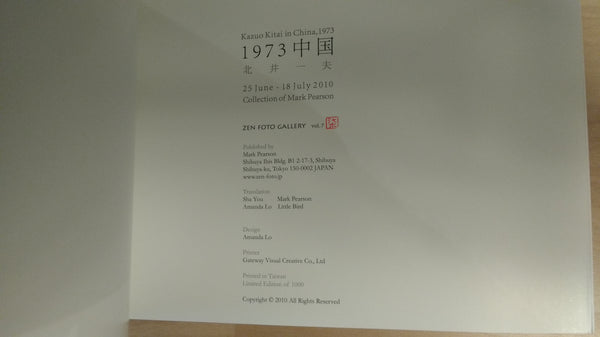 Kazuo Kitai in China, 1973
1973中国
北井一夫
25 June - 18 July 2010
Collection of Mark Pearson
ZEN FOTO GALLERY vol.7
Published by
Mark Pearson
Shibuya Ibis Bldg. B1 2-17-3, Shibuya
Shibuya-ku, Tokyo 150-0002 JAPAN
www.zen-foto.jp
Translation
Sha You Mark Pearson
Amanda Lo Little Bird
Design
Amanda Lo
Printer
Gateway Visual Creative Co., Ltd
Printed in Taiwan
Limited Edition of 1000
Copyright © 2010 All Rights Reserved